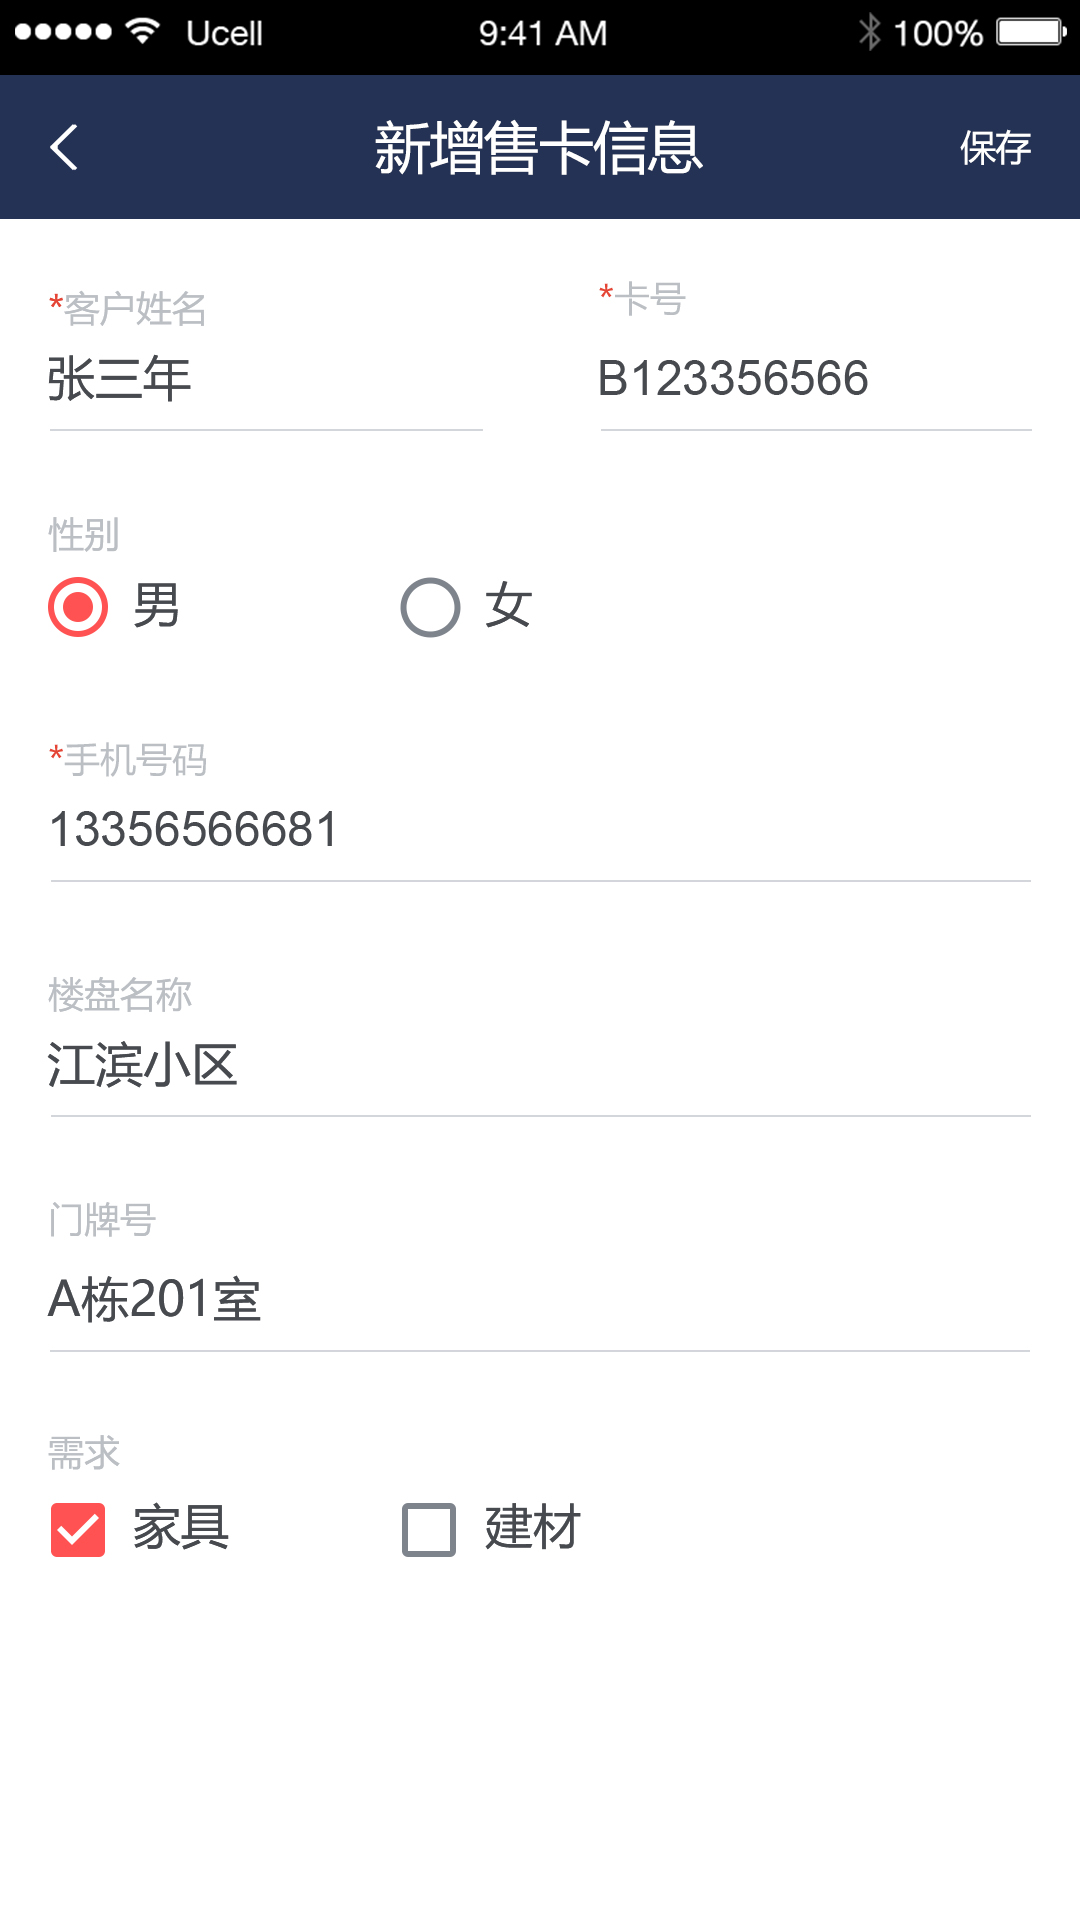 Ucell 9:41 AM 100%
新增售卡信息 保存
*客户姓名 *卡号
张三年 B123356566
性别
男 女
*手机号码
13356566681
楼盘名称
江滨小区
门牌号
A栋201室
需求
家具 建材